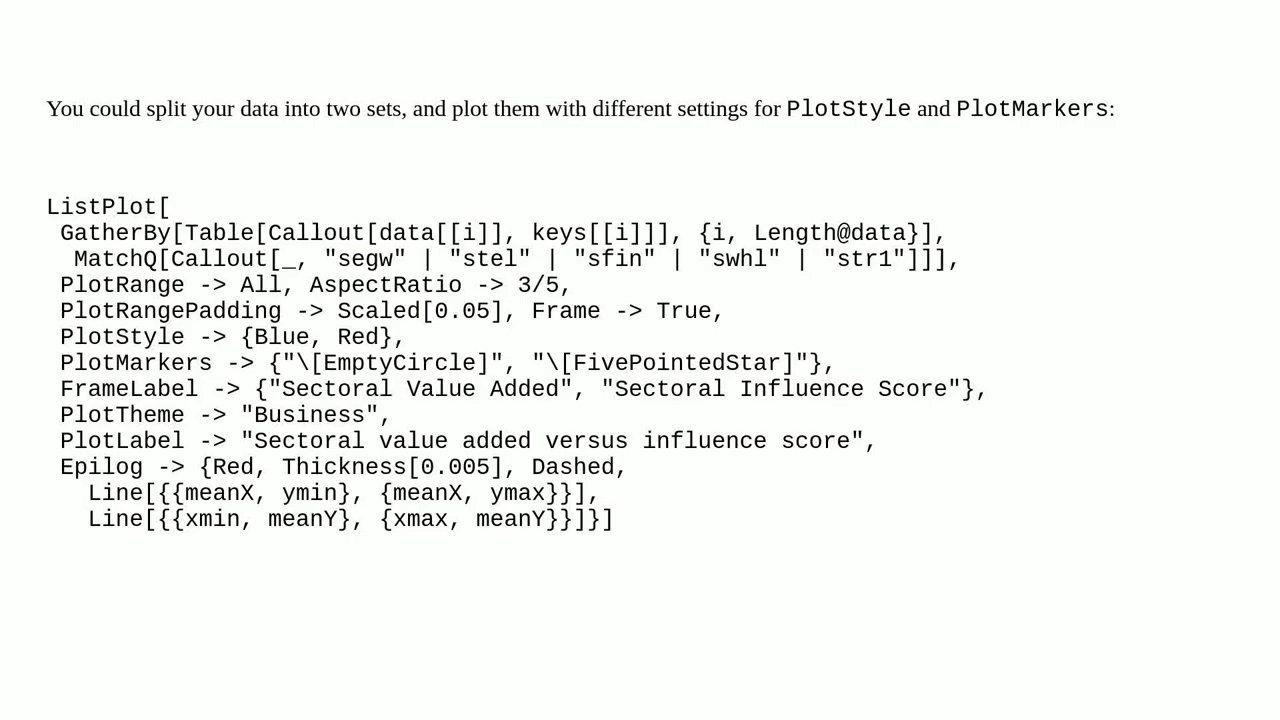 You could split your data into two sets, and plot them with different settings for PlotStyle and PlotMarkers:
ListPlot[
 GatherBy[Table[Callout[data[[i]], keys[[i]]], {i, Length@data}],
  MatchQ[Callout[_, "segw" | "stel" | "sfin" | "swhl" | "str1"]]],
 PlotRange -> All, AspectRatio -> 3/5,
 PlotRangePadding -> Scaled[0.05], Frame -> True,
 PlotStyle -> {Blue, Red},
 PlotMarkers -> {"\[EmptyCircle]", "\[FivePointedStar]"},
 FrameLabel -> {"Sectoral Value Added", "Sectoral Influence Score"},
 PlotTheme -> "Business",
 PlotLabel -> "Sectoral value added versus influence score",
 Epilog -> {Red, Thickness[0.005], Dashed,
   Line[{{meanX, ymin}, {meanX, ymax}}],
   Line[{{xmin, meanY}, {xmax, meanY}}]}]